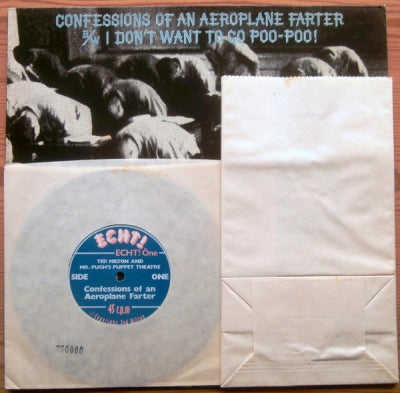 CONFESSIONS OF AN AEROPLANE FARTER
B/W I DON'T WANT TO GO POO-POO!
ECHT!
ECHT! One
TED MILTON AND
MR. PUGH'S PUPPET THEATRE
SIDE ONE
Confessions of an
Aeroplane Farter
45 r.p.m